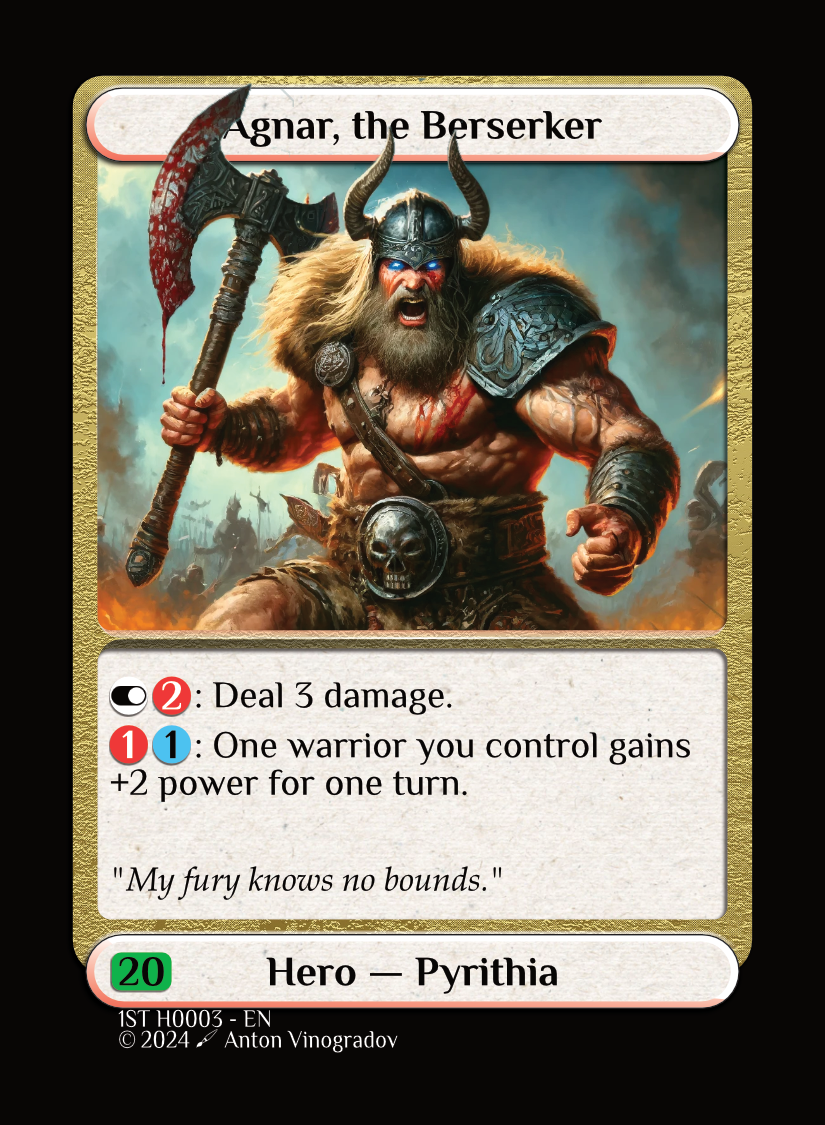 Agnar, the Berserker
2: Deal 3 damage.
1 1: One warrior you control gains
+2 power for one turn.
"My fury knows no bounds."
20 Hero — Pyrithia
1ST H0003 - EN
© 2024 Anton Vinogradov